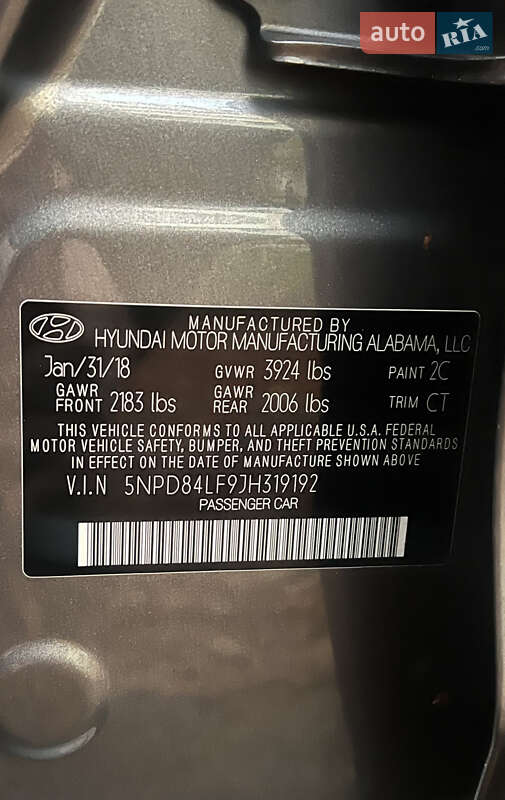 auto RIA.com
MANUFACTURED BY
HYUNDAI MOTOR MANUFACTURING ALABAMA, LLC
Jan/31/18 GVWR 3924 lbs PAINT 2C
GAWR FRONT 2183 lbs GAWR REAR 2006 lbs TRIM CT
THIS VEHICLE CONFORMS TO ALL APPLICABLE U.S.A. FEDERAL
MOTOR VEHICLE SAFETY, BUMPER, AND THEFT PREVENTION STANDARDS
IN EFFECT ON THE DATE OF MANUFACTURE SHOWN ABOVE
V.I.N 5NPD84LF9JH319192
PASSENGER CAR